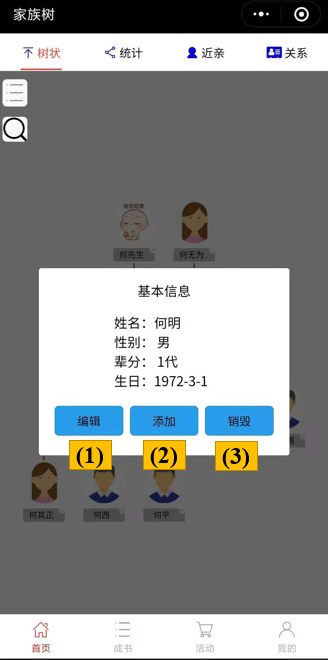 家族树
树状 统计 近亲 关系
何先生 何无为
基本信息
姓名：何明
性别： 男
辈分： 1代
生日：1972-3-1
编辑 添加 销毁
(1) (2) (3)
何其正 何西 何平
首页 成书 活动 我的